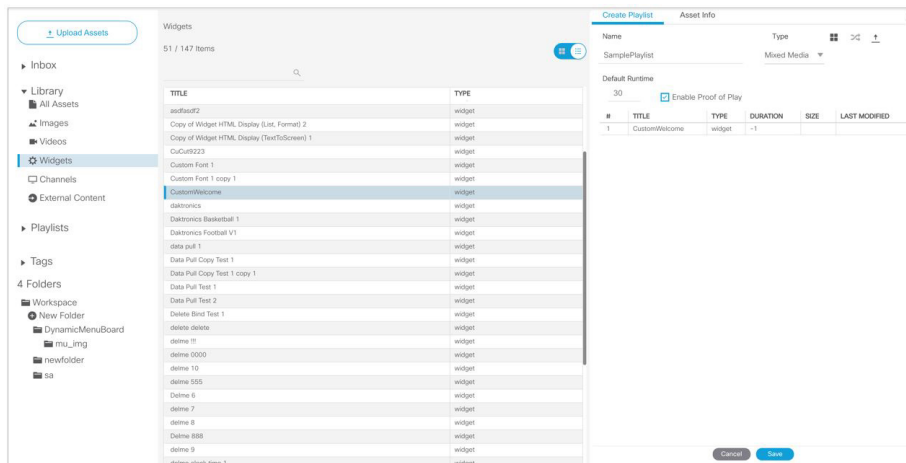 Upload Assets
Inbox
Library
All Assets
Images
Videos
Widgets
Channels
External Content
Playlists
Tags
4 Folders
Workspace
New Folder
DynamicMenuBoard
mu_img
newfolder
sa
Widgets
51 / 147 Items
TITLE TYPE
asdfasdf2 widget
Copy of Widget HTML Display (List, Format) 2 widget
Copy of Widget HTML Display (TextToScreen) 1 widget
CuCut9223 widget
Custom Font 1 widget
Custom Font 1 copy 1 widget
CustomWelcome widget
daktronics widget
Daktronics Basketball 1 widget
Daktronics Football V1 widget
data pull 1 widget
Data Pull Copy Test 1 widget
Data Pull Copy Test 1 copy 1 widget
Data Pull Test 1 widget
Data Pull Test 2 widget
Delete Bind Test 1 widget
delete delete widget
delme !!! widget
delme 0000 widget
delme 10 widget
delme 555 widget
Delme 6 widget
delme 7 widget
delme 8 widget
Delme 888 widget
delme 9 widget
Create Playlist Asset Info
Name Type
SamplePlaylist Mixed Media
Default Runtime
30 Enable Proof of Play
# TITLE TYPE DURATION SIZE LAST MODIFIED
1 CustomWelcome widget -1
Cancel Save